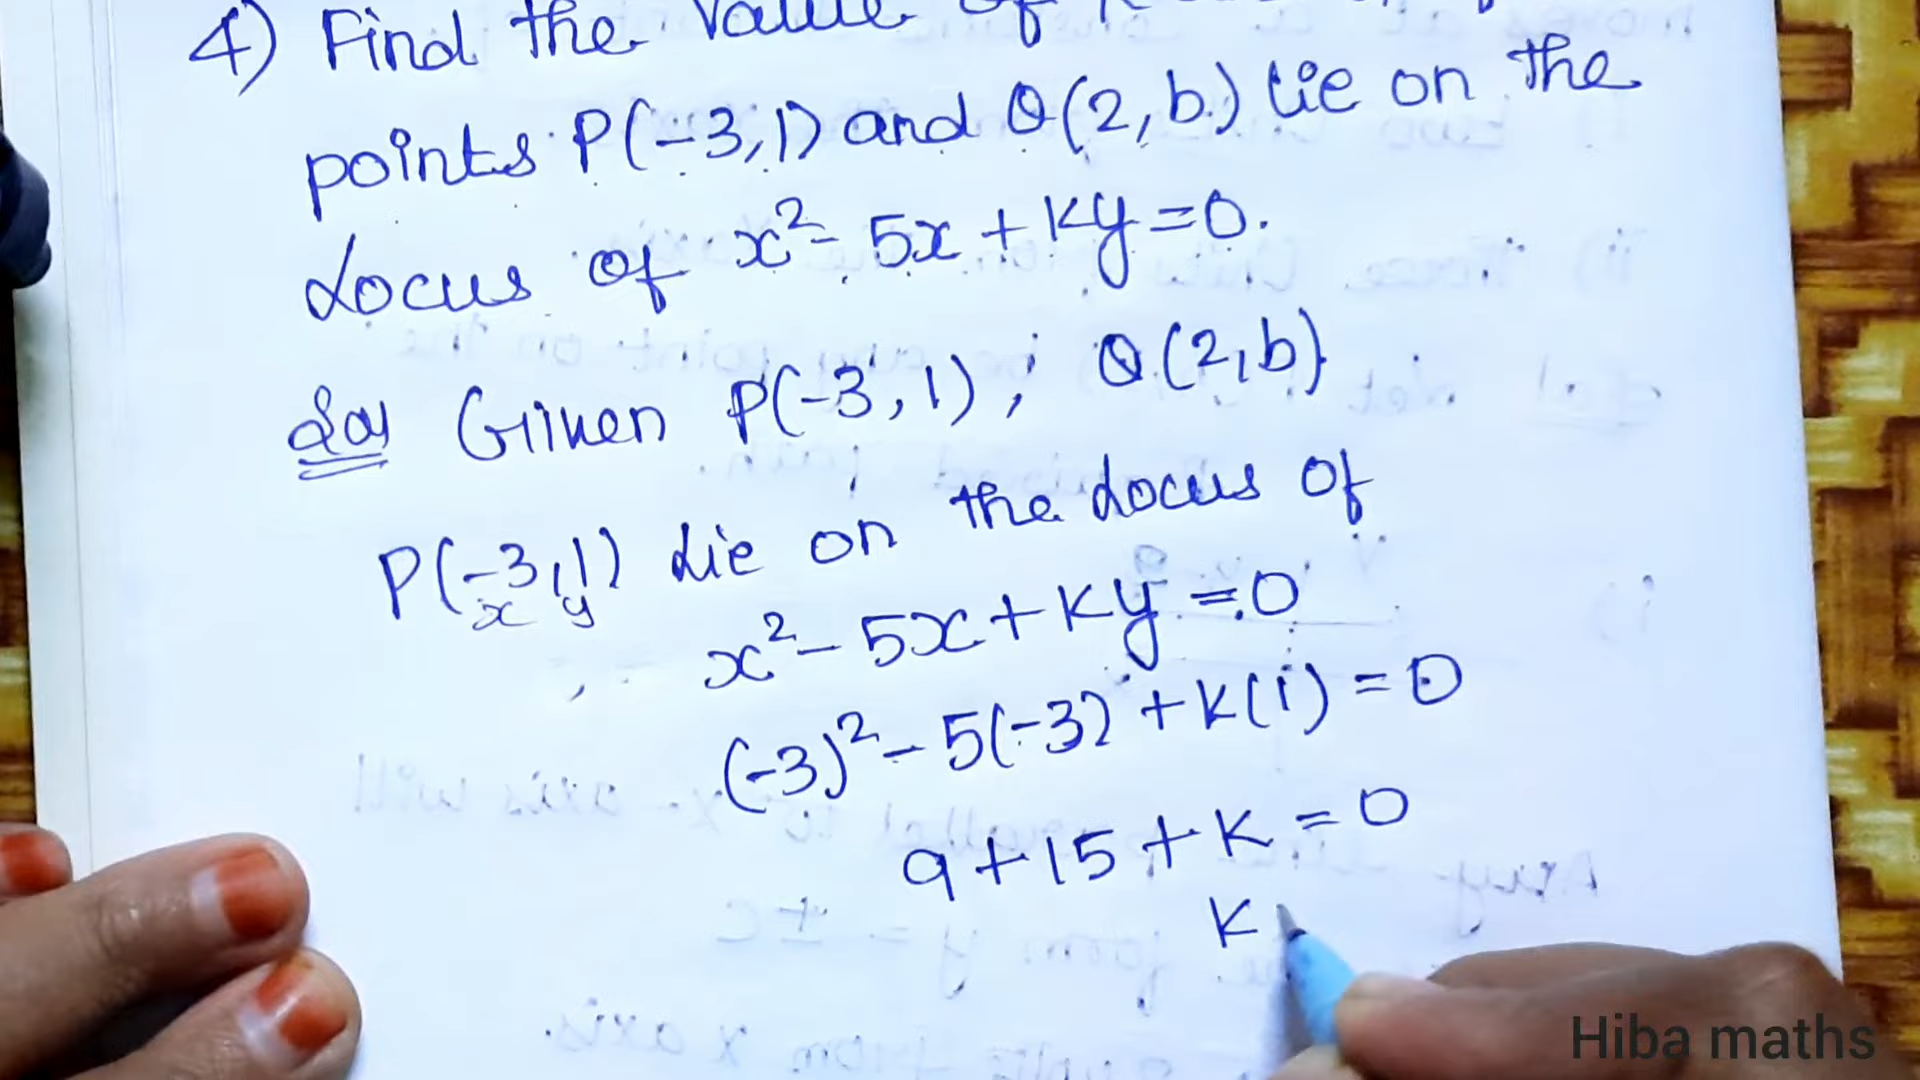 4) Find the value of k
points P(-3,1) and Q(2,b) lie on the
Locus of x²- 5x + ky = 0.
Sol Given P(-3,1), Q(2,b)
P(-3,1) Lie on the Locus of
x y
x² - 5x + ky = 0
(-3)² - 5(-3) + k(1) = 0
9 + 15 + k = 0
k
Hiba maths